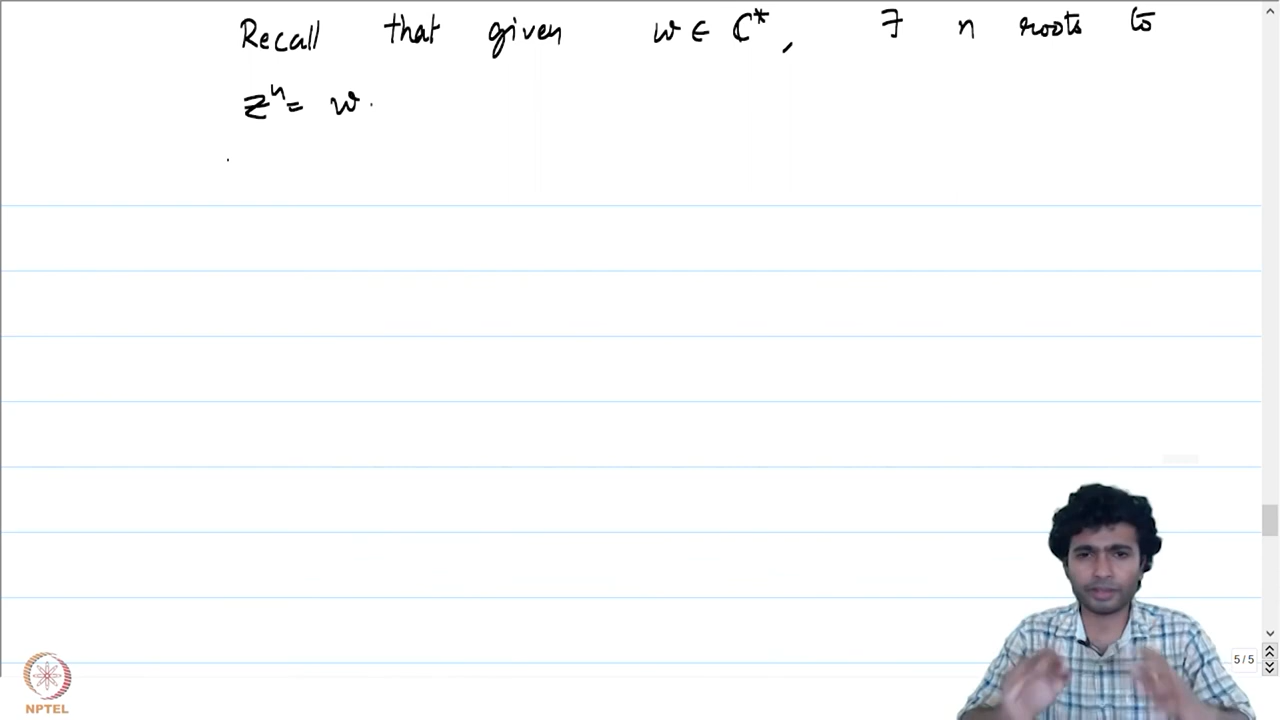 Recall that given w ∈ ℂ*, ∃ n roots to
zⁿ = w.
5 / 5
NPTEL